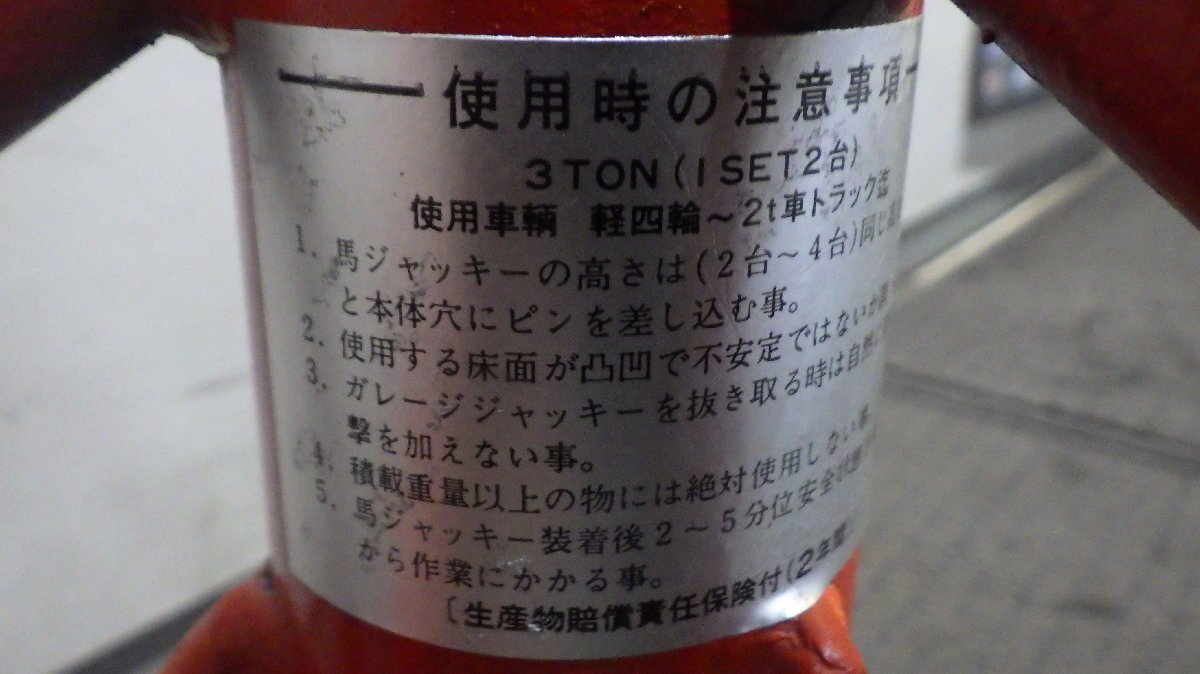 使用時の注意事項
3TON(1SET2台)
使用車輌 軽四輪～2t車トラック迄
1. 馬ジャッキーの高さは(2台～4台)同じ
と本体穴にピンを差し込む事。
2. 使用する床面が凸凹で不安定ではないか
3. ガレージジャッキーを抜き取る時は自然に
撃を加えない事。
4. 積載重量以上の物には絶対使用しない事。
5. 馬ジャッキー装着後2～5分位安全状態
から作業にかかる事。
〔生産物賠償責任保険付(2年間